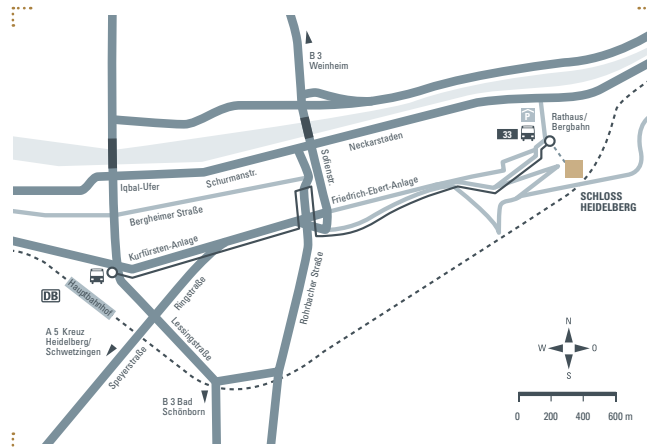 B 3
Weinheim
P
33
Rathaus/
Bergbahn
Neckarstaden
Sofienstr.
Iqbal-Ufer
Schurmanstr.
Friedrich-Ebert-Anlage
SCHLOSS
HEIDELBERG
Bergheimer Straße
Kurfürsten-Anlage
Rohrbacher Straße
Ringstraße
DB
Hauptbahnhof
Lessingstraße
A 5 Kreuz
Heidelberg/
Schwetzingen
Speyerstraße
B 3 Bad
Schönborn
N
W
O
S
0 200 400 600 m